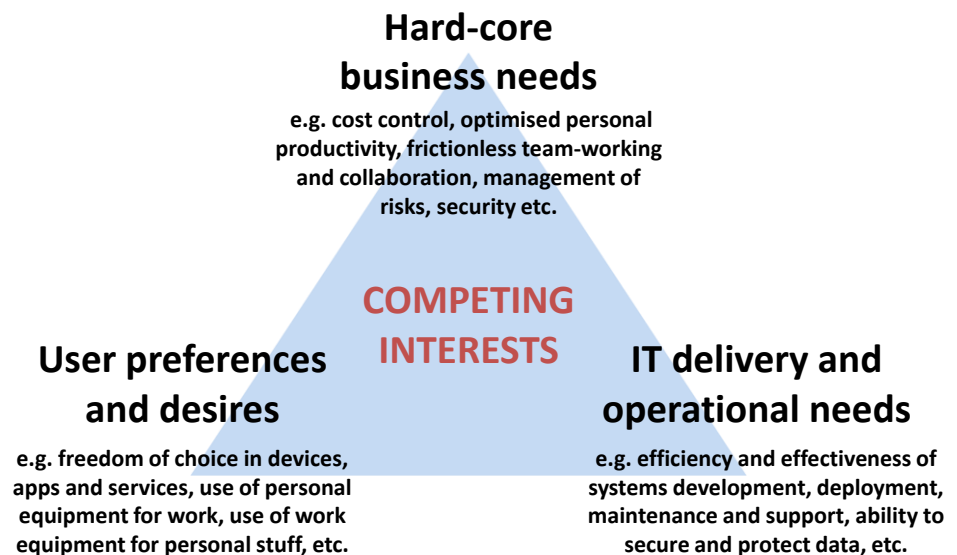 Hard-core
business needs
e.g. cost control, optimised personal
productivity, frictionless team-working
and collaboration, management of
risks, security etc.
COMPETING
INTERESTS
User preferences
and desires
e.g. freedom of choice in devices,
apps and services, use of personal
equipment for work, use of work
equipment for personal stuff, etc.
IT delivery and
operational needs
e.g. efficiency and effectiveness of
systems development, deployment,
maintenance and support, ability to
secure and protect data, etc.